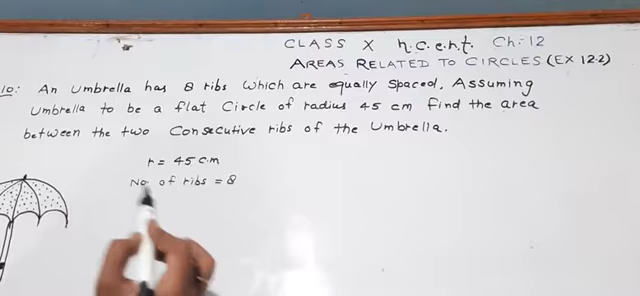 CLASS X n.c.e.r.t. Ch:12
AREAS RELATED TO CIRCLES (EX 12.2)
10: An Umbrella has 8 ribs which are equally Spaced. Assuming
Umbrella to be a flat Circle of radius 45 cm find the area
between the two Consecutive ribs of the Umbrella.
r = 45 cm
No of ribs = 8